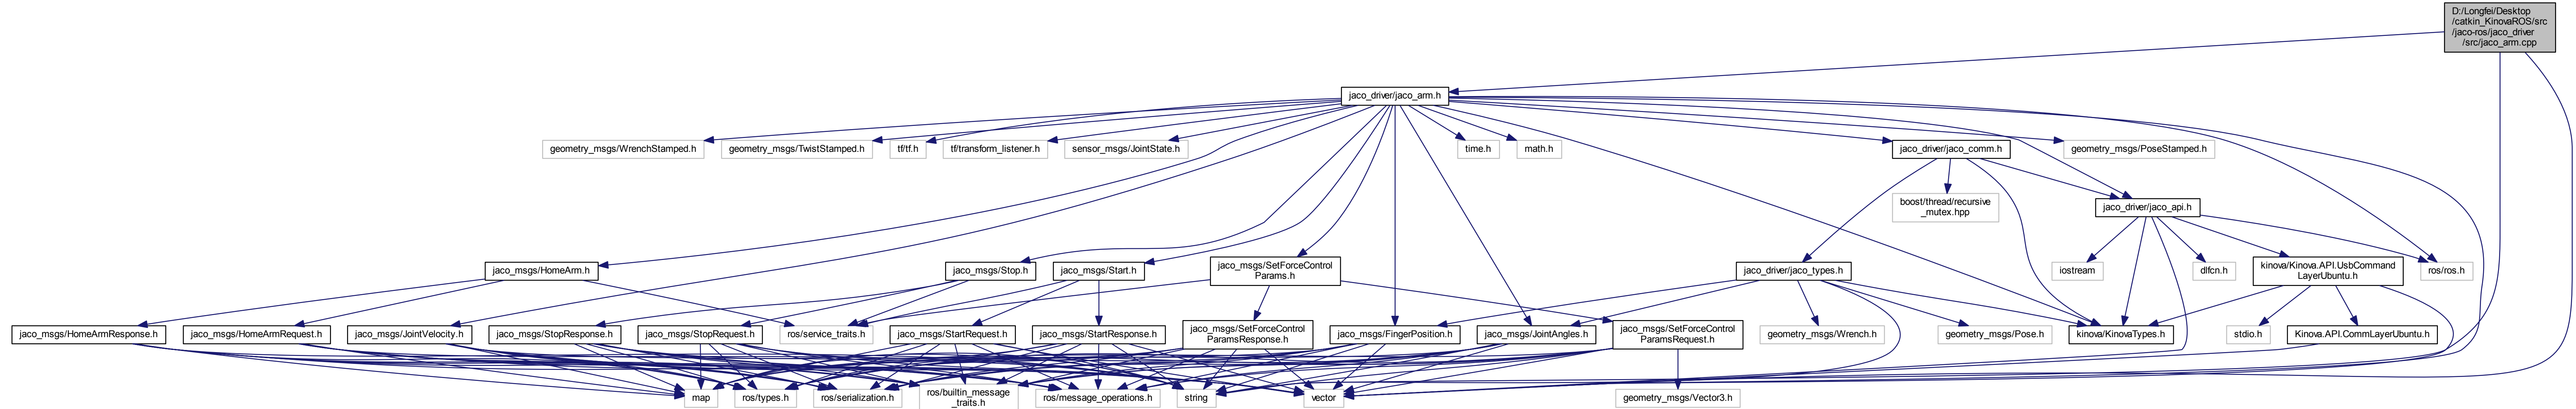 D:/Longfei/Desktop
/catkin_KinovaROS/src
/jaco-ros/jaco_driver
/src/jaco_arm.cpp
jaco_driver/jaco_arm.h
geometry_msgs/WrenchStamped.h
geometry_msgs/TwistStamped.h
tf/tf.h
tf/transform_listener.h
sensor_msgs/JointState.h
time.h
math.h
jaco_driver/jaco_comm.h
geometry_msgs/PoseStamped.h
boost/thread/recursive
_mutex.hpp
jaco_driver/jaco_api.h
jaco_msgs/HomeArm.h
jaco_msgs/Stop.h
jaco_msgs/Start.h
jaco_msgs/SetForceControl
Params.h
jaco_driver/jaco_types.h
iostream
dlfcn.h
kinova/Kinova.API.UsbCommand
LayerUbuntu.h
ros/ros.h
jaco_msgs/HomeArmResponse.h
jaco_msgs/HomeArmRequest.h
jaco_msgs/JointVelocity.h
jaco_msgs/StopResponse.h
jaco_msgs/StopRequest.h
ros/service_traits.h
jaco_msgs/StartRequest.h
jaco_msgs/StartResponse.h
jaco_msgs/SetForceControl
ParamsResponse.h
jaco_msgs/FingerPosition.h
jaco_msgs/JointAngles.h
jaco_msgs/SetForceControl
ParamsRequest.h
geometry_msgs/Wrench.h
geometry_msgs/Pose.h
kinova/KinovaTypes.h
stdio.h
Kinova.API.CommLayerUbuntu.h
map
ros/types.h
ros/serialization.h
ros/builtin_message
_traits.h
ros/message_operations.h
string
vector
geometry_msgs/Vector3.h